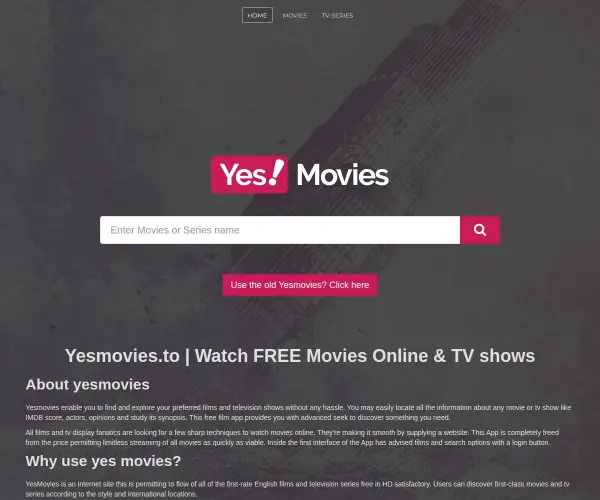 HOME MOVIES TV-SERIES
Yes! Movies
Enter Movies or Series name
Use the old Yesmovies? Click here
Yesmovies.to | Watch FREE Movies Online & TV shows
About yesmovies
Yesmovies enable you to find and explore your preferred films and television shows without any hassle. You may easily locate all the information about any movie or tv show like
IMDB score, actors, opinions and study its synopsis. This free film app provides you with advanced seek to discover something you need.
All films and tv display fanatics are looking for a few sharp techniques to watch movies online. They're making it smooth by supplying a website. This App is completely freed
from the price permitting limitless streaming of all movies as quickly as viable. Inside the first interface of the App has advised films and search options with a login button.
Why use yes movies?
YesMovies is an internet site this is permitting to flow of all of the first-rate English films and television series free in HD satisfactory. Users can discover first-class movies and tv
series according to the style and international locations.